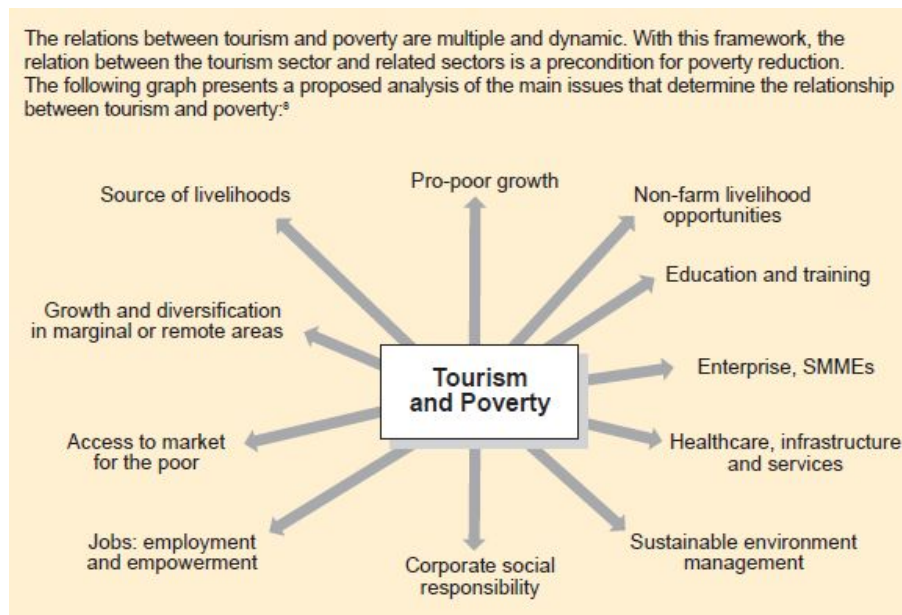 The relations between tourism and poverty are multiple and dynamic. With this framework, the
relation between the tourism sector and related sectors is a precondition for poverty reduction.
The following graph presents a proposed analysis of the main issues that determine the relationship
between tourism and poverty:⁸
Source of livelihoods
Pro-poor growth
Non-farm livelihood
opportunities
Education and training
Growth and diversification
in marginal or remote areas
Tourism
and Poverty
Enterprise, SMMEs
Access to market
for the poor
Healthcare, infrastructure
and services
Jobs: employment
and empowerment
Corporate social
responsibility
Sustainable environment
management